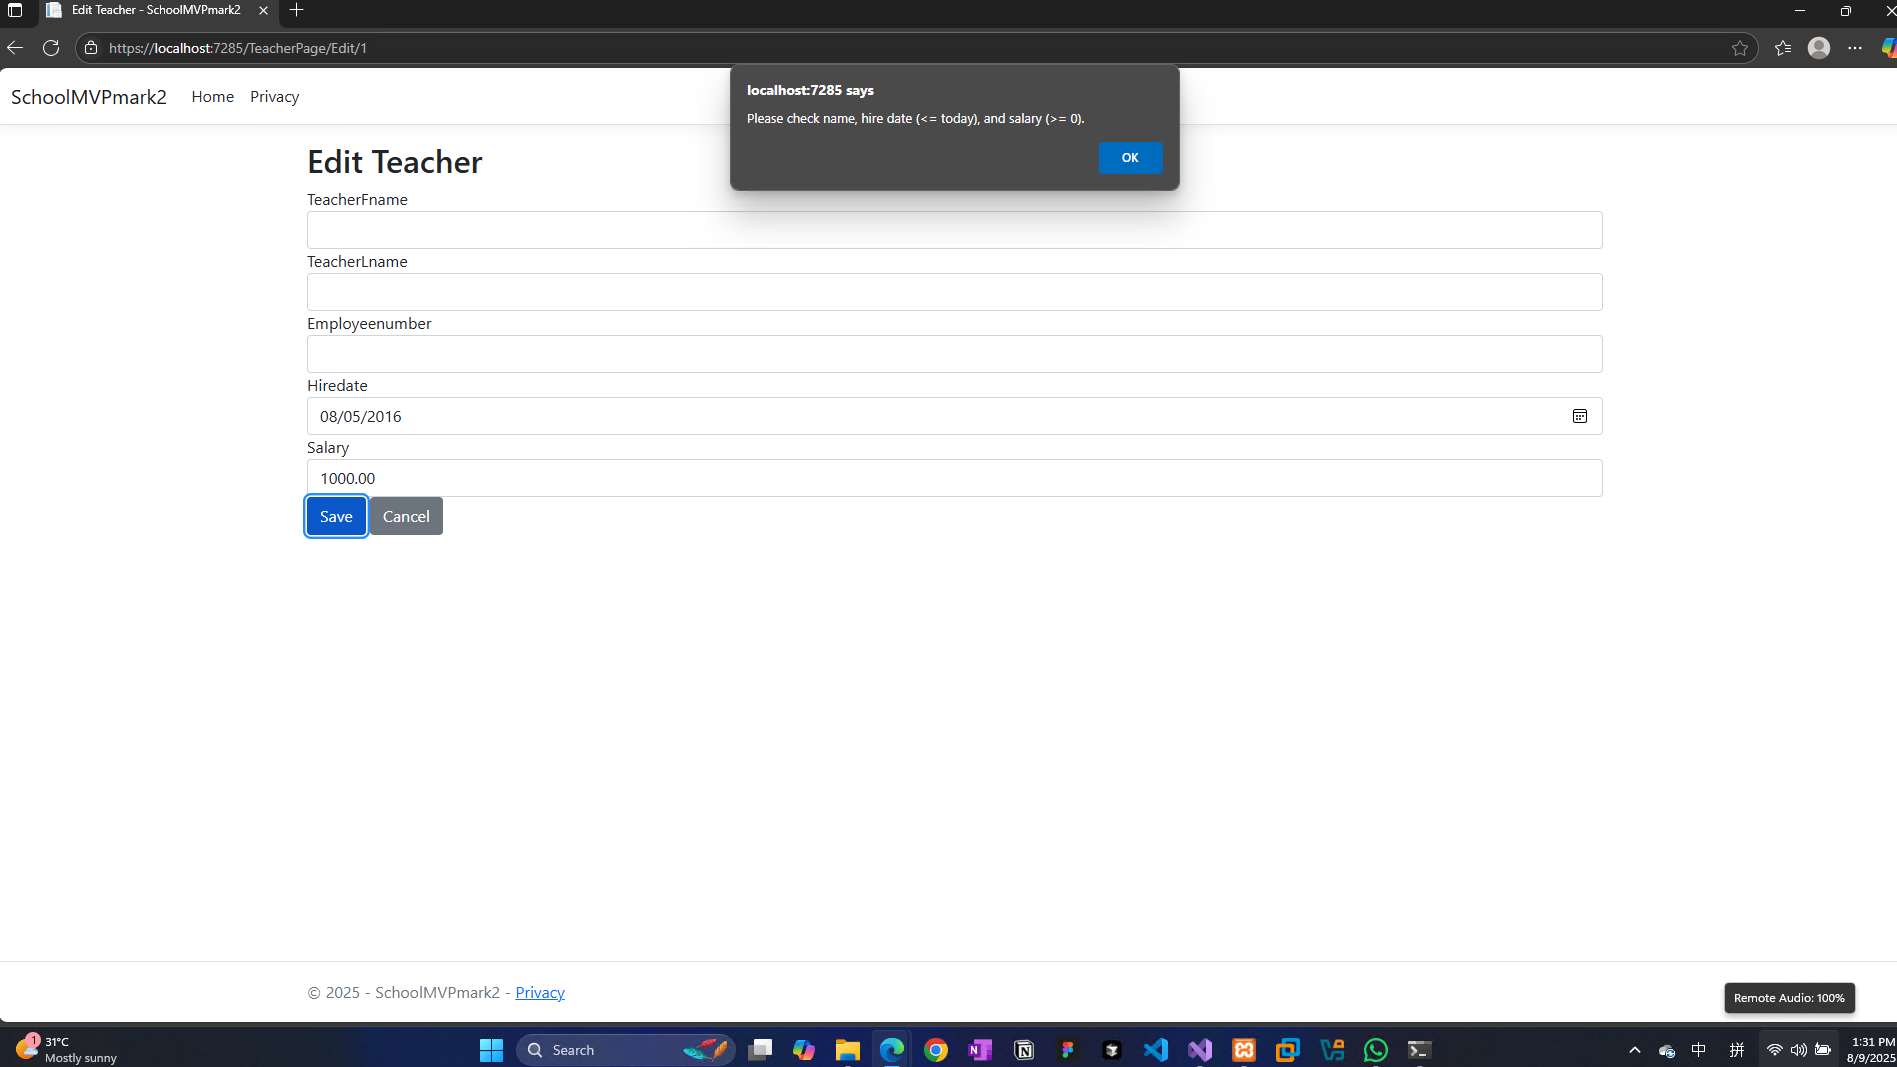 Edit Teacher - SchoolMVPmark2
https://localhost:7285/TeacherPage/Edit/1
SchoolMVPmark2
Home
Privacy
localhost:7285 says
Please check name, hire date (<= today), and salary (>= 0).
OK
Edit Teacher
TeacherFname
TeacherLname
Employeenumber
Hiredate
08/05/2016
Salary
1000.00
Save
Cancel
© 2025 - SchoolMVPmark2 - Privacy
Remote Audio: 100%
1
31°C
Mostly sunny
Search
中
拼
1:31 PM
8/9/2025